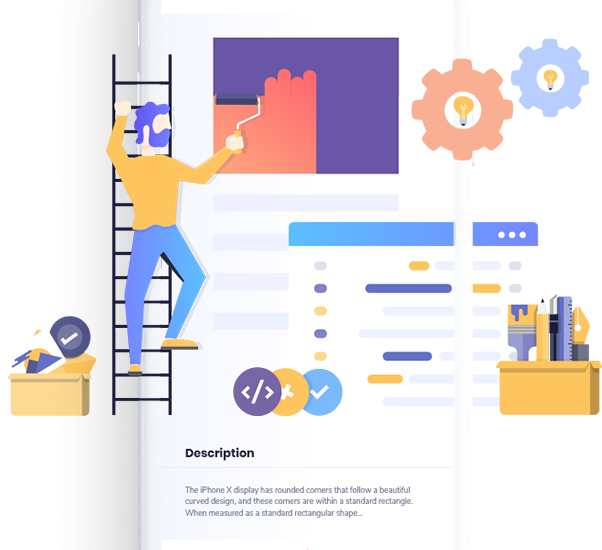 </>
Description
The iPhone X display has rounded corners that follow a beautiful
curved design, and these corners are within a standard rectangle.
When measured as a standard rectangular shape...